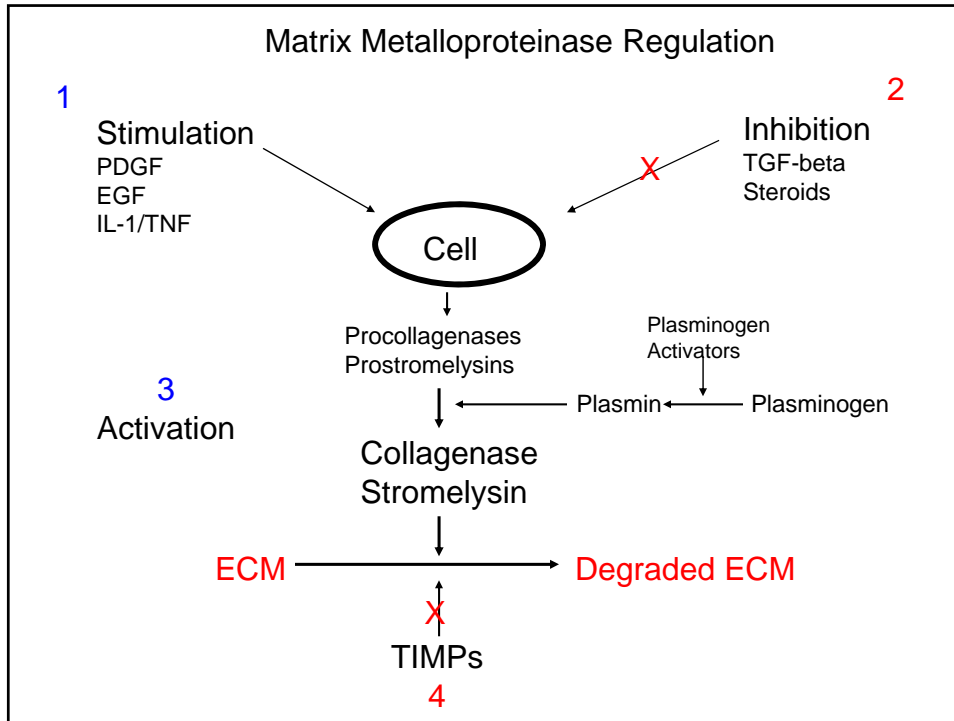 Matrix Metalloproteinase Regulation
1
Stimulation
PDGF
EGF
IL-1/TNF
2
Inhibition
TGF-beta
Steroids
X
Cell
Procollagenases
Prostromelysins
Plasminogen
Activators
3
Activation
Plasmin
Plasminogen
Collagenase
Stromelysin
ECM
Degraded ECM
X
TIMPs
4